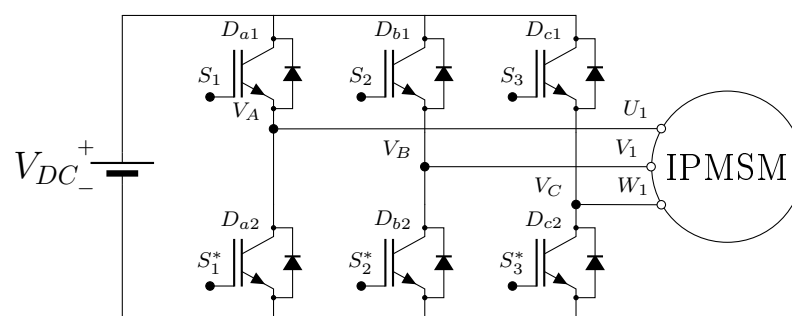 D_{a1} D_{b1} D_{c1}
S_1 S_2 S_3
V_A U_1
+
V_{DC} V_B V_1 IPMSM
−
V_C W_1
D_{a2} D_{b2} D_{c2}
S_1^* S_2^* S_3^*